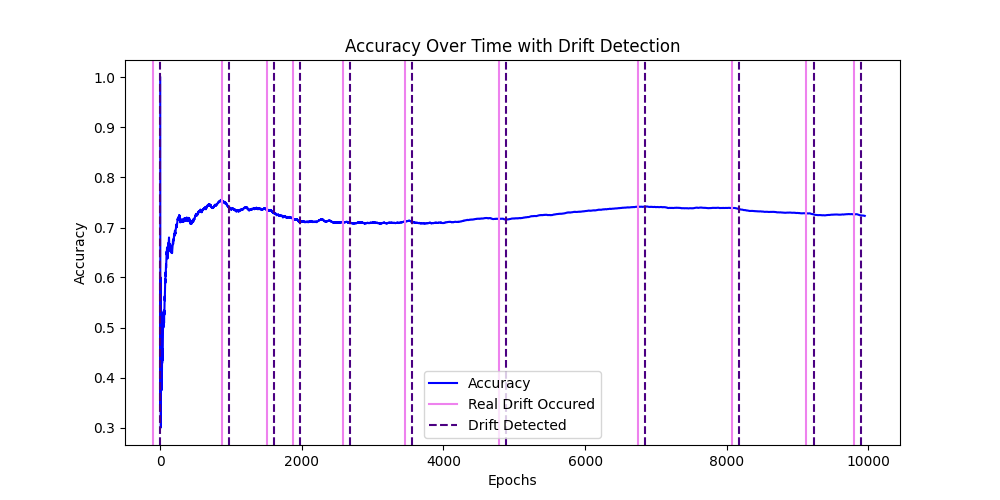 Accuracy Over Time with Drift Detection
1.0
0.9
0.8
0.7
0.6
0.5
0.4
0.3
Accuracy
Accuracy
Real Drift Occured
Drift Detected
0 2000 4000 6000 8000 10000
Epochs